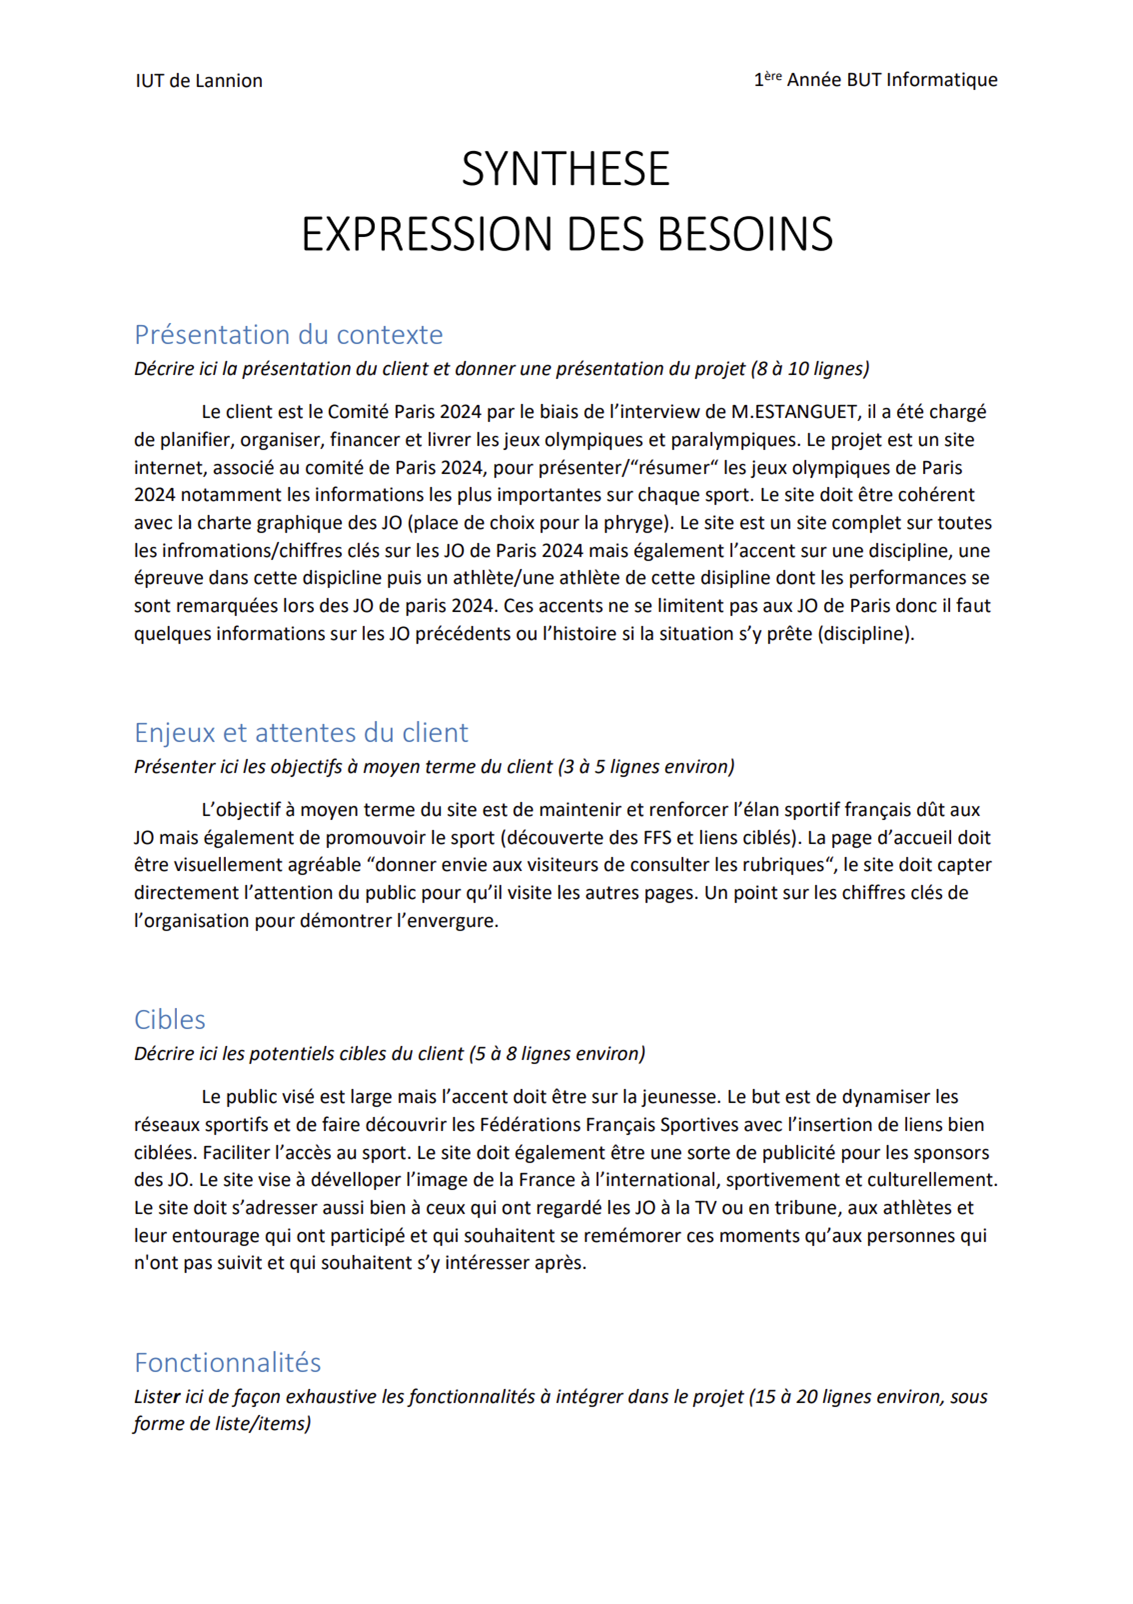 IUT de Lannion 1ère Année BUT Informatique
SYNTHESE
EXPRESSION DES BESOINS
Présentation du contexte
Décrire ici la présentation du client et donner une présentation du projet (8 à 10 lignes)
Le client est le Comité Paris 2024 par le biais de l’interview de M.ESTANGUET, il a été chargé
de planifier, organiser, financer et livrer les jeux olympiques et paralympiques. Le projet est un site
internet, associé au comité de Paris 2024, pour présenter/“résumer“ les jeux olympiques de Paris
2024 notamment les informations les plus importantes sur chaque sport. Le site doit être cohérent
avec la charte graphique des JO (place de choix pour la phryge). Le site est un site complet sur toutes
les infromations/chiffres clés sur les JO de Paris 2024 mais également l’accent sur une discipline, une
épreuve dans cette dispicline puis un athlète/une athlète de cette disipline dont les performances se
sont remarquées lors des JO de paris 2024. Ces accents ne se limitent pas aux JO de Paris donc il faut
quelques informations sur les JO précédents ou l’histoire si la situation s’y prête (discipline).
Enjeux et attentes du client
Présenter ici les objectifs à moyen terme du client (3 à 5 lignes environ)
L’objectif à moyen terme du site est de maintenir et renforcer l’élan sportif français dût aux
JO mais également de promouvoir le sport (découverte des FFS et liens ciblés). La page d’accueil doit
être visuellement agréable “donner envie aux visiteurs de consulter les rubriques“, le site doit capter
directement l’attention du public pour qu’il visite les autres pages. Un point sur les chiffres clés de
l’organisation pour démontrer l’envergure.
Cibles
Décrire ici les potentiels cibles du client (5 à 8 lignes environ)
Le public visé est large mais l’accent doit être sur la jeunesse. Le but est de dynamiser les
réseaux sportifs et de faire découvrir les Fédérations Français Sportives avec l’insertion de liens bien
ciblées. Faciliter l’accès au sport. Le site doit également être une sorte de publicité pour les sponsors
des JO. Le site vise à dévelloper l’image de la France à l’international, sportivement et culturellement.
Le site doit s’adresser aussi bien à ceux qui ont regardé les JO à la TV ou en tribune, aux athlètes et
leur entourage qui ont participé et qui souhaitent se remémorer ces moments qu’aux personnes qui
n'ont pas suivit et qui souhaitent s’y intéresser après.
Fonctionnalités
Lister ici de façon exhaustive les fonctionnalités à intégrer dans le projet (15 à 20 lignes environ, sous
forme de liste/items)